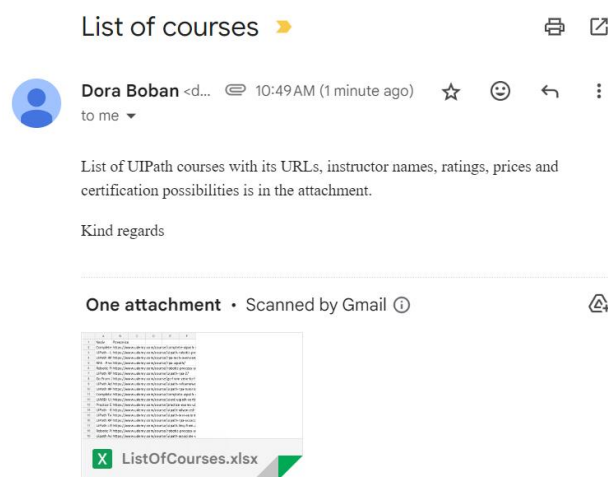 List of courses
Dora Boban <d... 10:49 AM (1 minute ago)
to me
List of UIPath courses with its URLs, instructor names, ratings, prices and
certification possibilities is in the attachment.
Kind regards
One attachment • Scanned by Gmail
X ListOfCourses.xlsx